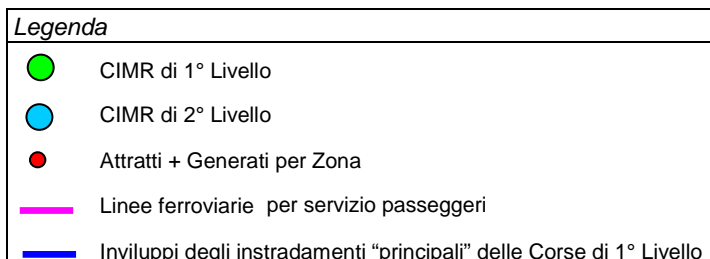 Legenda
CIMR di 1° Livello
CIMR di 2° Livello
Attratti + Generati per Zona
Linee ferroviarie per servizio passeggeri
Inviluppi degli instradamenti “principali” delle Corse di 1° Livello